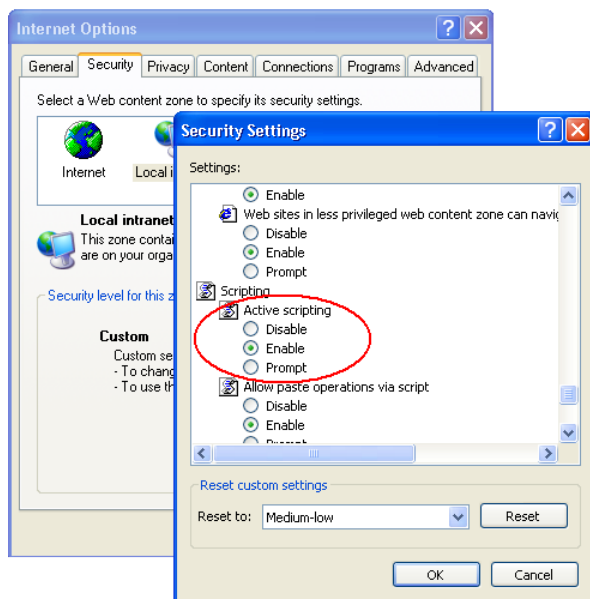 Internet Options
General Security Privacy Content Connections Programs Advanced
Select a Web content zone to specify its security settings.
Internet
Local i
Local intranet
This zone contai
are on your orga
Security level for this z
Custom
Custom se
- To chang
- To use th
Security Settings
Settings:
Enable
Web sites in less privileged web content zone can navig
Disable
Enable
Prompt
Scripting
Active scripting
Disable
Enable
Prompt
Allow paste operations via script
Disable
Enable
Reset custom settings
Reset to: Medium-low Reset
OK Cancel